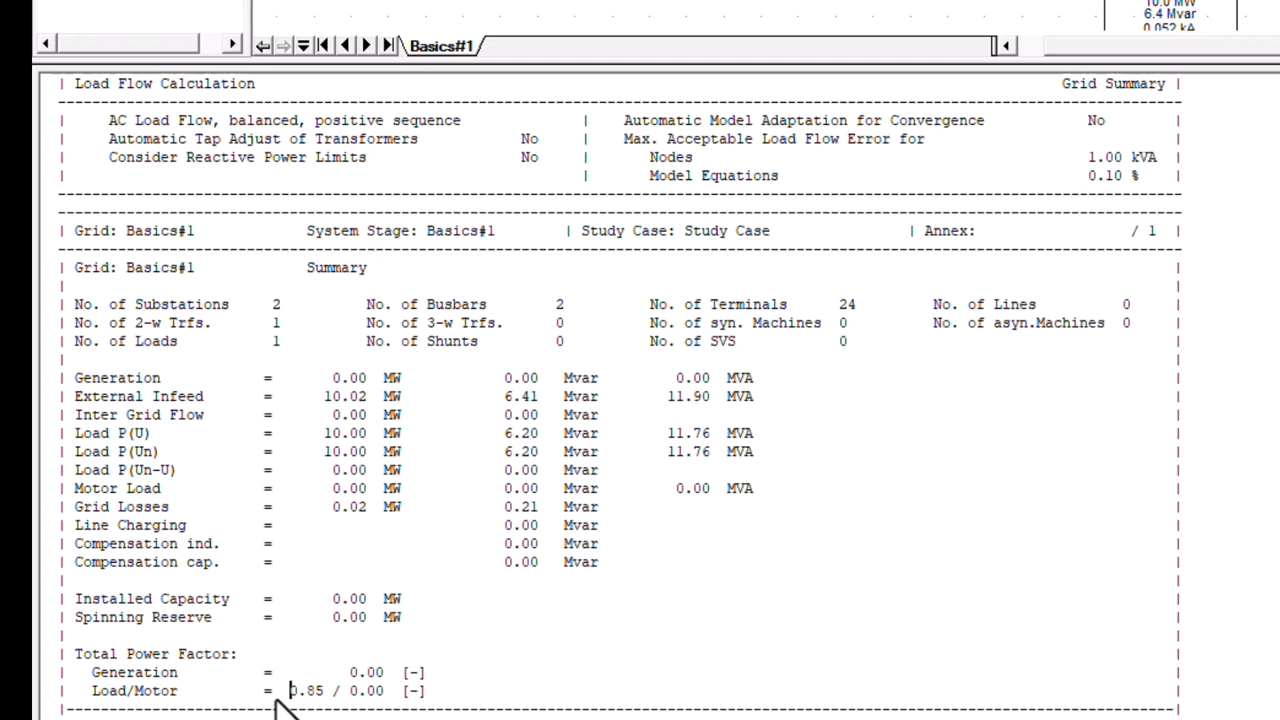 10.0 MW
6.4 Mvar
0.052 kA
Basics#1
Load Flow Calculation Grid Summary
AC Load Flow, balanced, positive sequence Automatic Model Adaptation for Convergence No
Automatic Tap Adjust of Transformers No Max. Acceptable Load Flow Error for
Consider Reactive Power Limits No Nodes 1.00 kVA
Model Equations 0.10 %
Grid: Basics#1 System Stage: Basics#1 Study Case: Study Case Annex: / 1
Grid: Basics#1 Summary
No. of Substations 2 No. of Busbars 2 No. of Terminals 24 No. of Lines 0
No. of 2-w Trfs. 1 No. of 3-w Trfs. 0 No. of syn. Machines 0 No. of asyn.Machines 0
No. of Loads 1 No. of Shunts 0 No. of SVS 0
Generation = 0.00 MW 0.00 Mvar 0.00 MVA
External Infeed = 10.02 MW 6.41 Mvar 11.90 MVA
Inter Grid Flow = 0.00 MW 0.00 Mvar
Load P(U) = 10.00 MW 6.20 Mvar 11.76 MVA
Load P(Un) = 10.00 MW 6.20 Mvar 11.76 MVA
Load P(Un-U) = 0.00 MW 0.00 Mvar
Motor Load = 0.00 MW 0.00 Mvar 0.00 MVA
Grid Losses = 0.02 MW 0.21 Mvar
Line Charging = 0.00 Mvar
Compensation ind. = 0.00 Mvar
Compensation cap. = 0.00 Mvar
Installed Capacity = 0.00 MW
Spinning Reserve = 0.00 MW
Total Power Factor:
Generation = 0.00 [-]
Load/Motor = 0.85 / 0.00 [-]